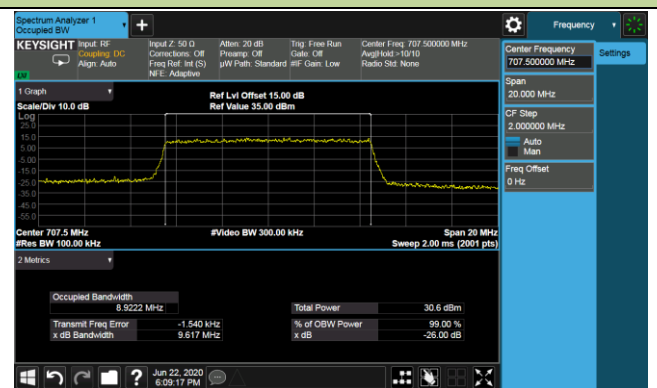 Spectrum Analyzer 1
Occupied BW
Frequency
KEYSIGHT
Input: RF
Coupling: DC
Align: Auto
Input Z: 50 Ω
Corrections: Off
Freq Ref: Int (S)
NFE: Adaptive
Atten: 20 dB
Preamp: Off
µW Path: Standard
Trig: Free Run
Gate: Off
#IF Gain: Low
Center Freq: 707.500000 MHz
Avg|Hold:>10/10
Radio Std: None
LXI
Center Frequency
707.500000 MHz
Settings
Span
20.000 MHz
CF Step
2.000000 MHz
Auto
Man
Freq Offset
0 Hz
1 Graph
Scale/Div 10.0 dB
Ref Lvl Offset 15.00 dB
Ref Value 35.00 dBm
Log
25.0
15.0
5.00
-5.00
-15.0
-25.0
-35.0
-45.0
-55.0
Center 707.5 MHz
#Res BW 100.00 kHz
#Video BW 300.00 kHz
Span 20 MHz
Sweep 2.00 ms (2001 pts)
2 Metrics
Occupied Bandwidth
8.9222 MHz
Total Power 30.6 dBm
Transmit Freq Error -1.540 kHz
% of OBW Power 99.00 %
x dB Bandwidth 9.617 MHz
x dB -26.00 dB
?
Jun 22, 2020
6:09:17 PM